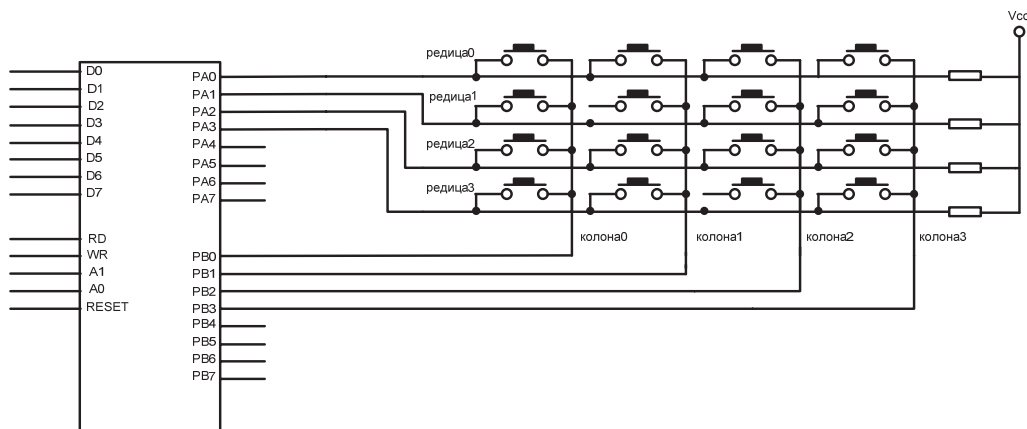 Vcc
редица0
D0
PA0
D1
PA1
редица1
D2
PA2
D3
PA3
D4
PA4
редица2
D5
PA5
D6
PA6
D7
PA7
редица3
RD
колона0
колона1
колона2
колона3
WR
PB0
A1
PB1
A0
PB2
RESET
PB3
PB4
PB5
PB6
PB7